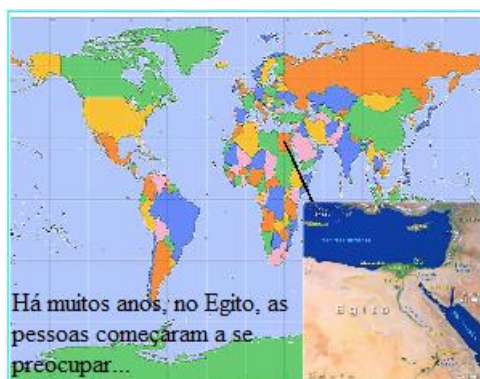 Egito
Há muitos anos, no Egito, as
pessoas começaram a se
preocupar...